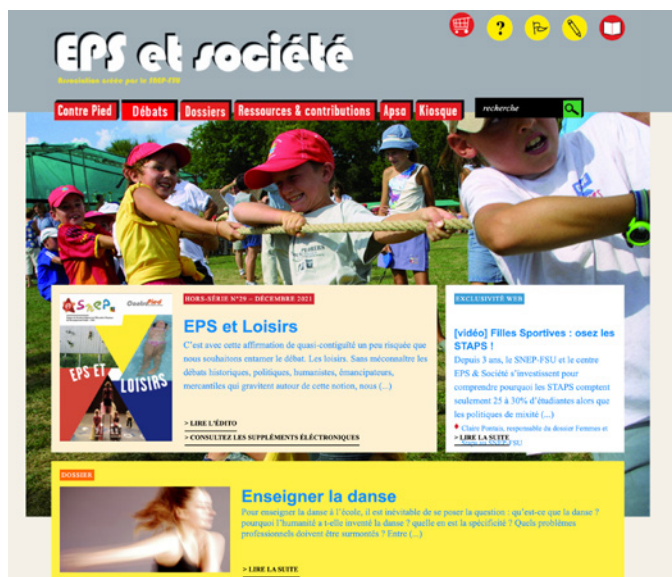 EPS et société
Association créée par le SNEP-FSU
?
Contre Pied
Débats
Dossiers
Ressources & contributions
Apsa
Kiosque
recherche
HORS-SÉRIE N°29 – DÉCEMBRE 2021
EPS et Loisirs
C'est avec cette affirmation de quasi-contiguïté un peu risquée que
nous souhaitons entamer le débat. Les loisirs. Sans méconnaître les
débats historiques, politiques, humanistes, émancipateurs,
mercantiles qui gravitent autour de cette notion, nous (...)
> LIRE L'ÉDITO
> CONSULTEZ LES SUPPLÉMENTS ÉLECTRONIQUES
EPS ET
LOISIRS
EXCLUSIVITÉ WEB
[vidéo] Filles Sportives : osez les
STAPS !
Depuis 3 ans, le SNEP-FSU et le centre
EPS & Société s'investissent pour
comprendre pourquoi les STAPS comptent
seulement 25 à 30% d'étudiantes alors que
les politiques de mixité (...)
Claire Pontais, responsable du dossier Femmes et
> LIRE LA SUITE
DOSSIER
Enseigner la danse
Pour enseigner la danse à l'école, il est inévitable de se poser la question : qu'est-ce que la danse ?
pourquoi l'humanité a t-elle inventé la danse ? quelle en est la spécificité ? Quels problèmes
professionnels doivent être surmontés ? Entre (...)
> LIRE LA SUITE